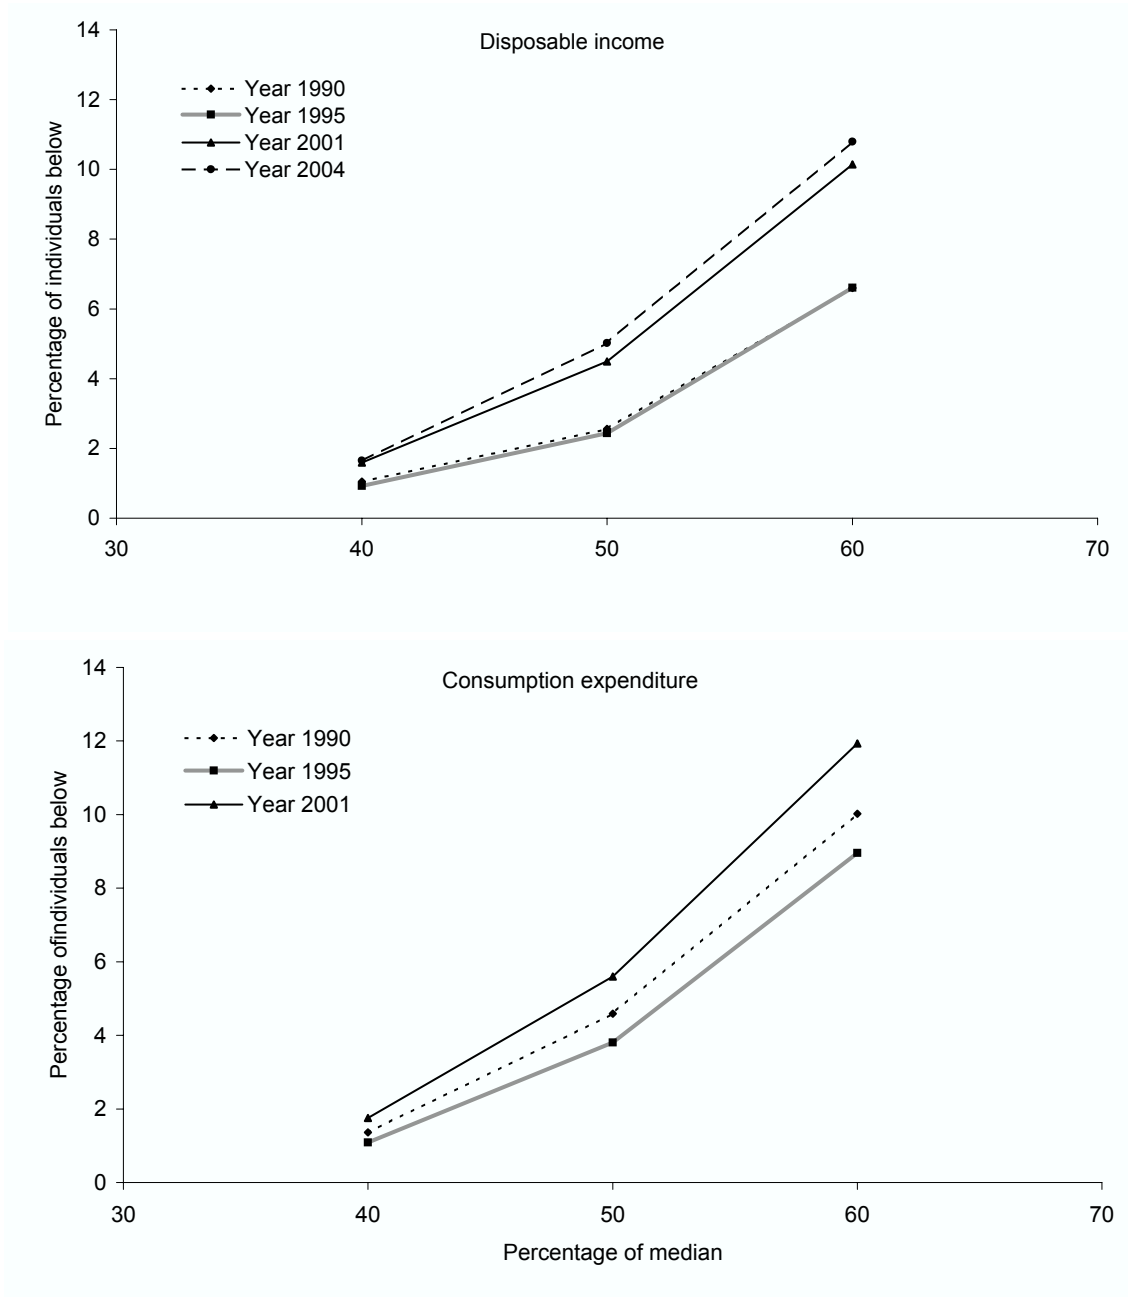 Disposable income
Year 1990
Year 1995
Year 2001
Year 2004
Percentage of individuals below
14
12
10
8
6
4
2
0
30 40 50 60 70
Consumption expenditure
Year 1990
Year 1995
Year 2001
Percentage ofindividuals below
14
12
10
8
6
4
2
0
30 40 50 60 70
Percentage of median